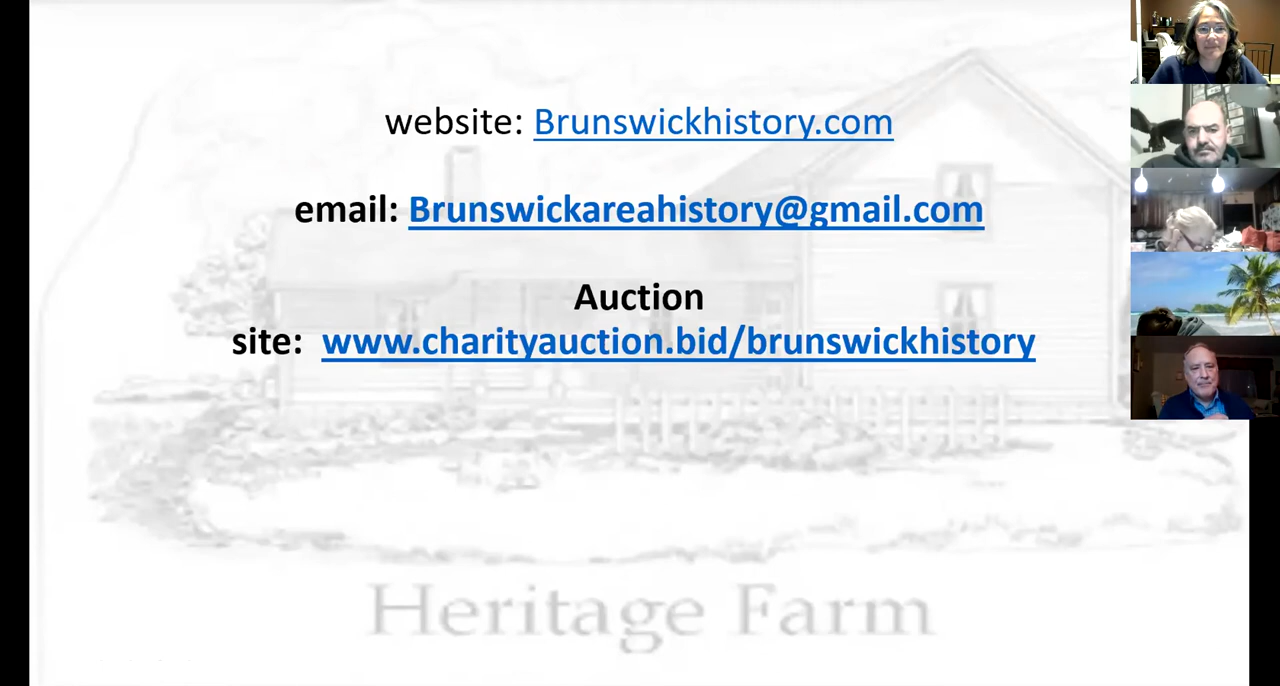 website: Brunswickhistory.com
email: Brunswickareahistory@gmail.com
Auction
site: www.charityauction.bid/brunswickhistory
Heritage Farm